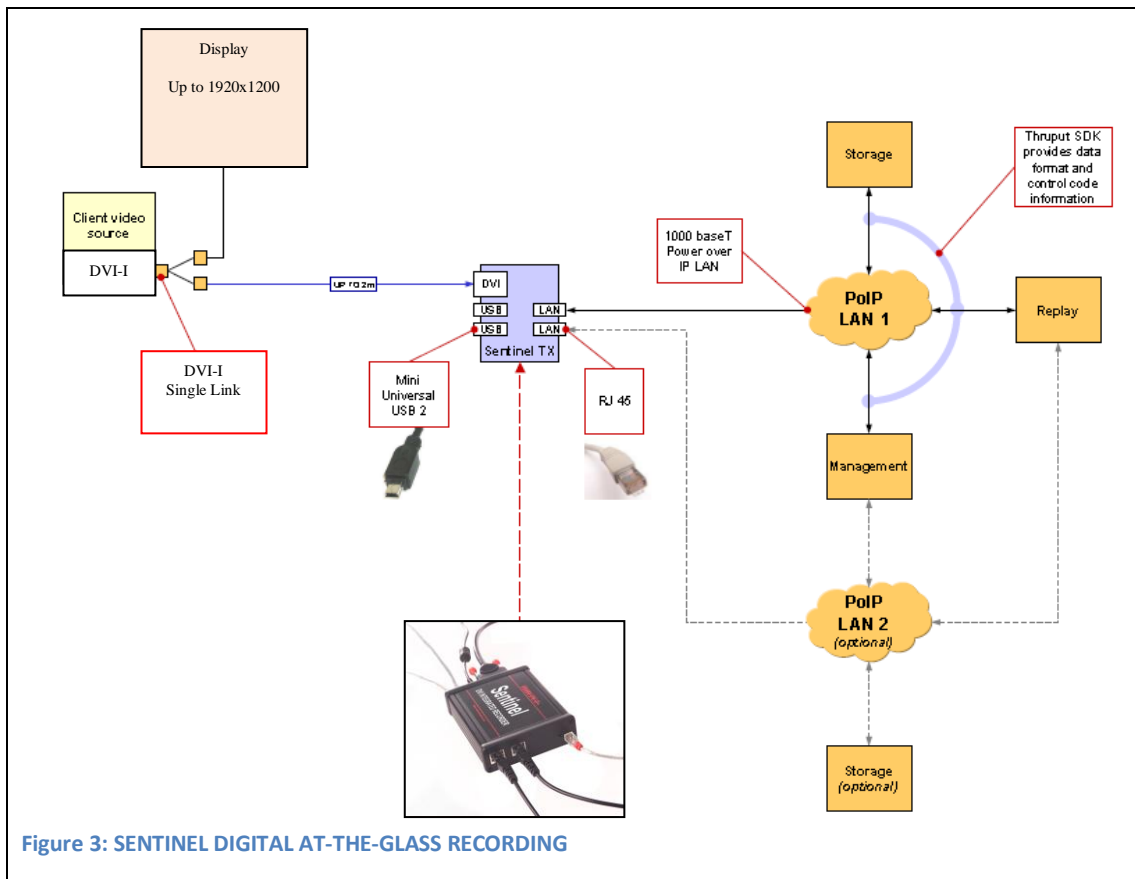 Display
Up to 1920x1200
Client video
source
DVI-I
DVI-I
Single Link
UP TO 2m
DVI
USB
USB
LAN
LAN
Sentinel TX
Mini
Universal
USB 2
RJ 45
1000 baseT
Power over
IP LAN
Storage
Thruput SDK
provides data
format and
control code
information
PoIP
LAN 1
Replay
Management
PoIP
LAN 2
(optional)
Storage
(optional)
Sentinel
DVI INTEGRATED RECORDER
Figure 3: SENTINEL DIGITAL AT-THE-GLASS RECORDING